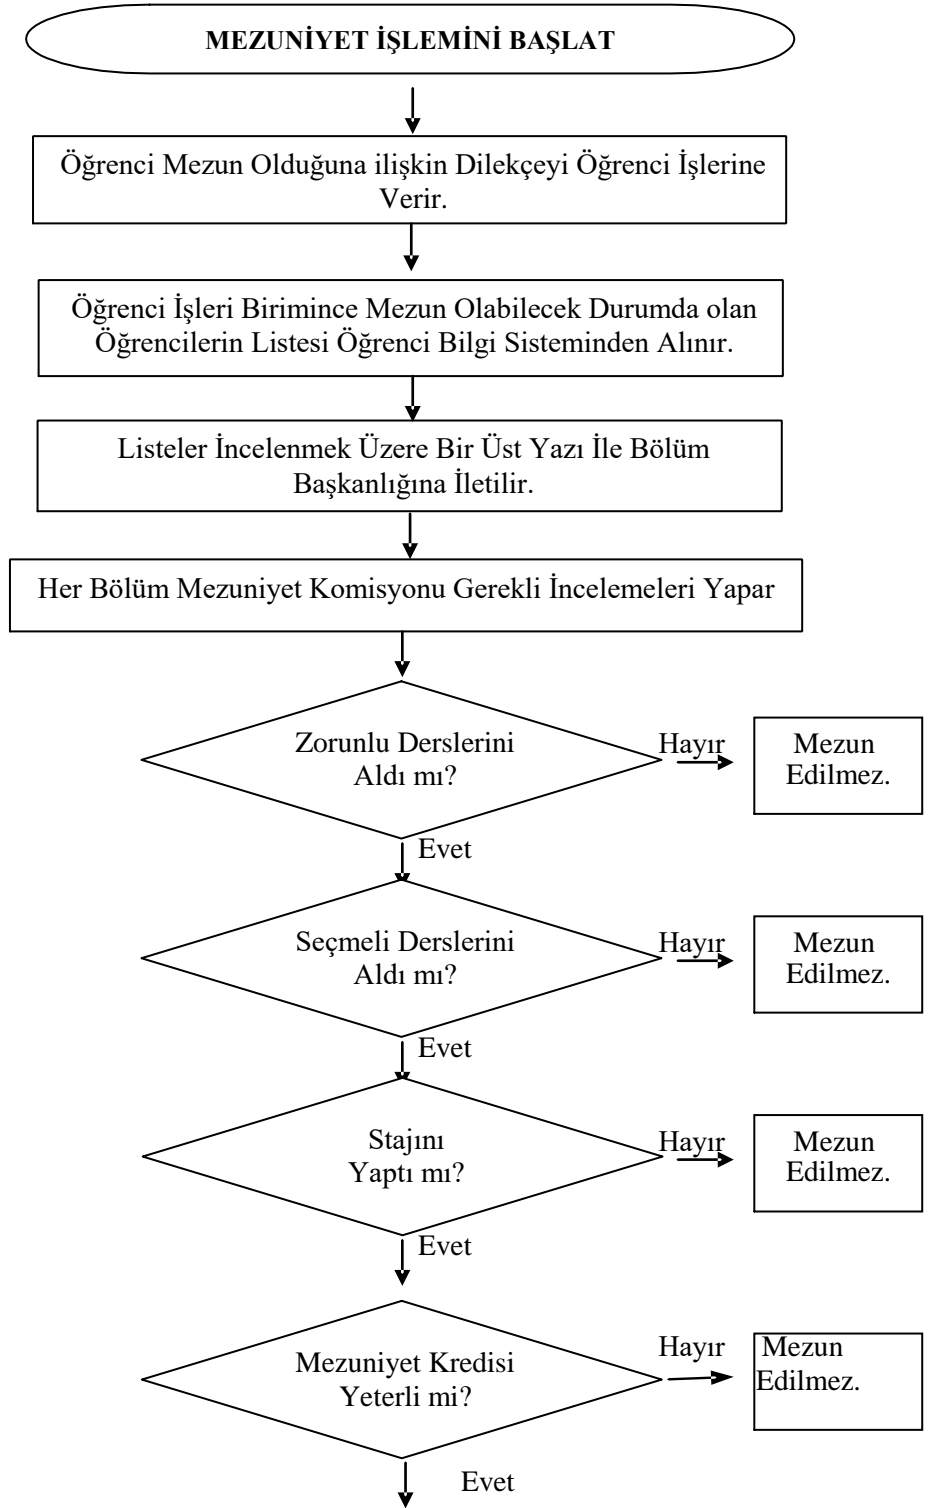 MEZUNİYET İŞLEMİNİ BAŞLAT
Öğrenci Mezun Olduğuna ilişkin Dilekçeyi Öğrenci İşlerine
Verir.
Öğrenci İşleri Birimince Mezun Olabilecek Durumda olan
Öğrencilerin Listesi Öğrenci Bilgi Sisteminden Alınır.
Listeler İncelenmek Üzere Bir Üst Yazı İle Bölüm
Başkanlığına İletilir.
Her Bölüm Mezuniyet Komisyonu Gerekli İncelemeleri Yapar
Zorunlu Derslerini
Aldı mı?
Hayır
Mezun
Edilmez.
Evet
Seçmeli Derslerini
Aldı mı?
Hayır
Mezun
Edilmez.
Evet
Stajını
Yaptı mı?
Hayır
Mezun
Edilmez.
Evet
Mezuniyet Kredisi
Yeterli mi?
Hayır
Mezun
Edilmez.
Evet